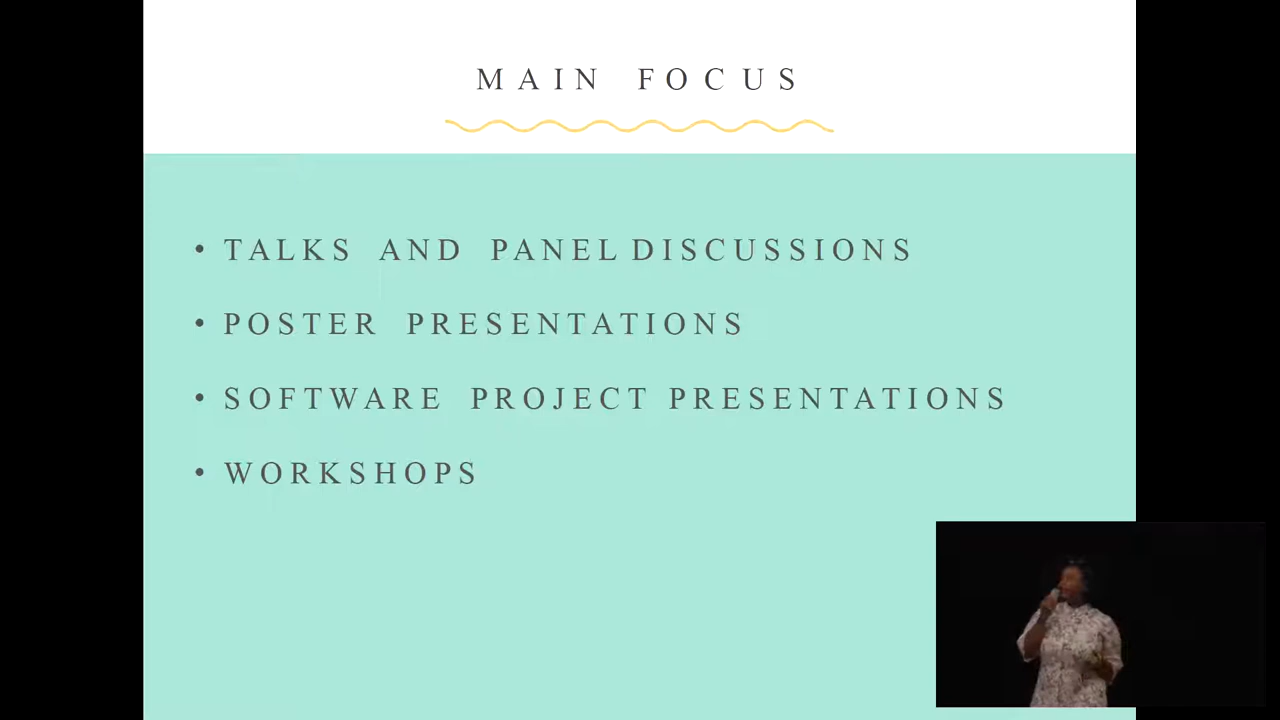 MAIN FOCUS
• TALKS AND PANEL DISCUSSIONS
• POSTER PRESENTATIONS
• SOFTWARE PROJECT PRESENTATIONS
• WORKSHOPS